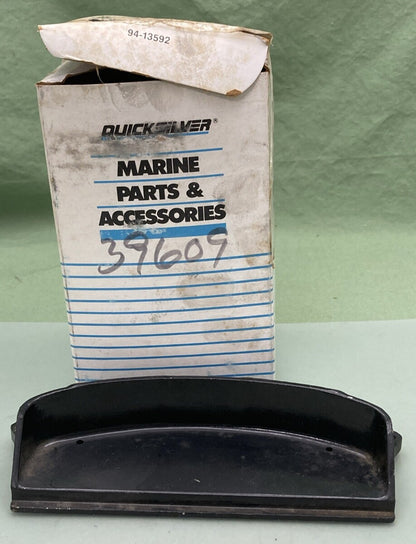 94-13592
QUICKSILVER®
MARINE
PARTS &
ACCESSORIES
39609